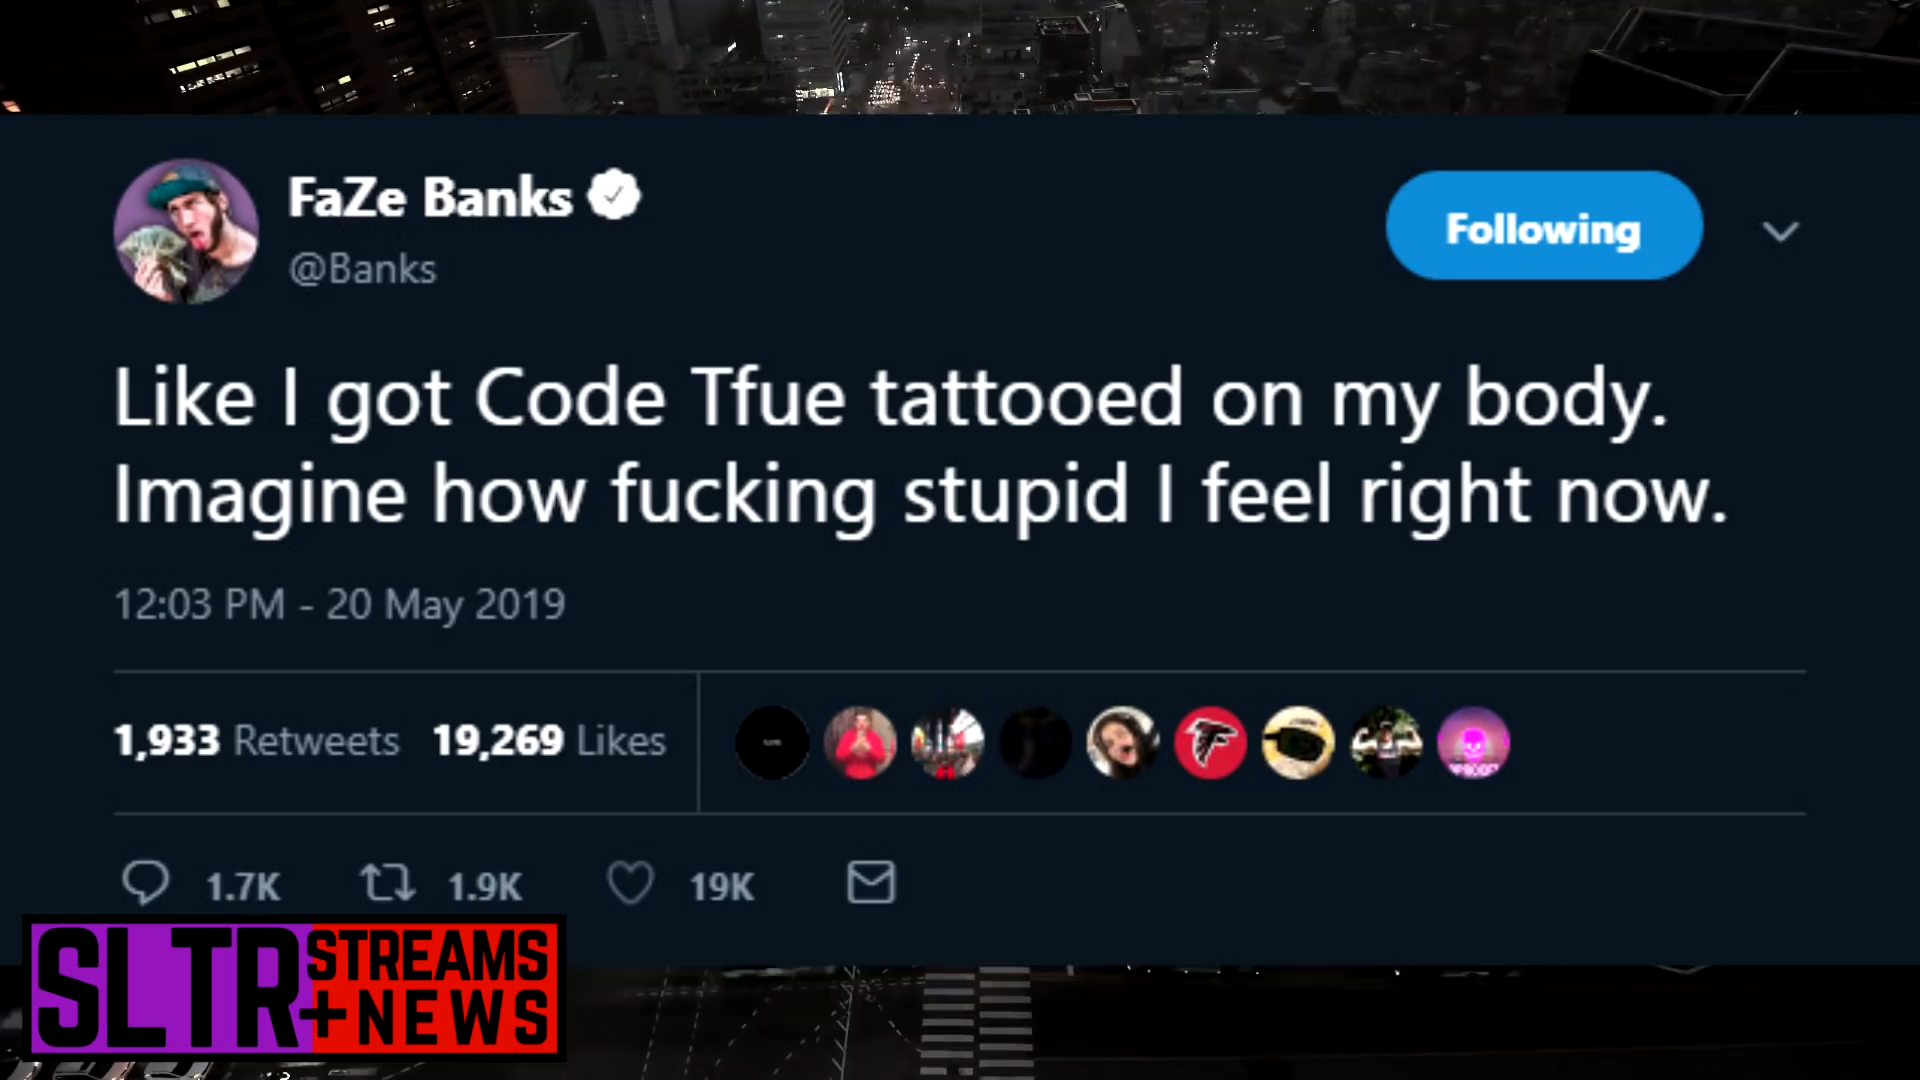 FaZe Banks
@Banks
Following
Like I got Code Tfue tattooed on my body.
Imagine how fucking stupid I feel right now.
12:03 PM - 20 May 2019
1,933 Retweets 19,269 Likes
1.7K 1.9K 19K
SLTR STREAMS
+NEWS